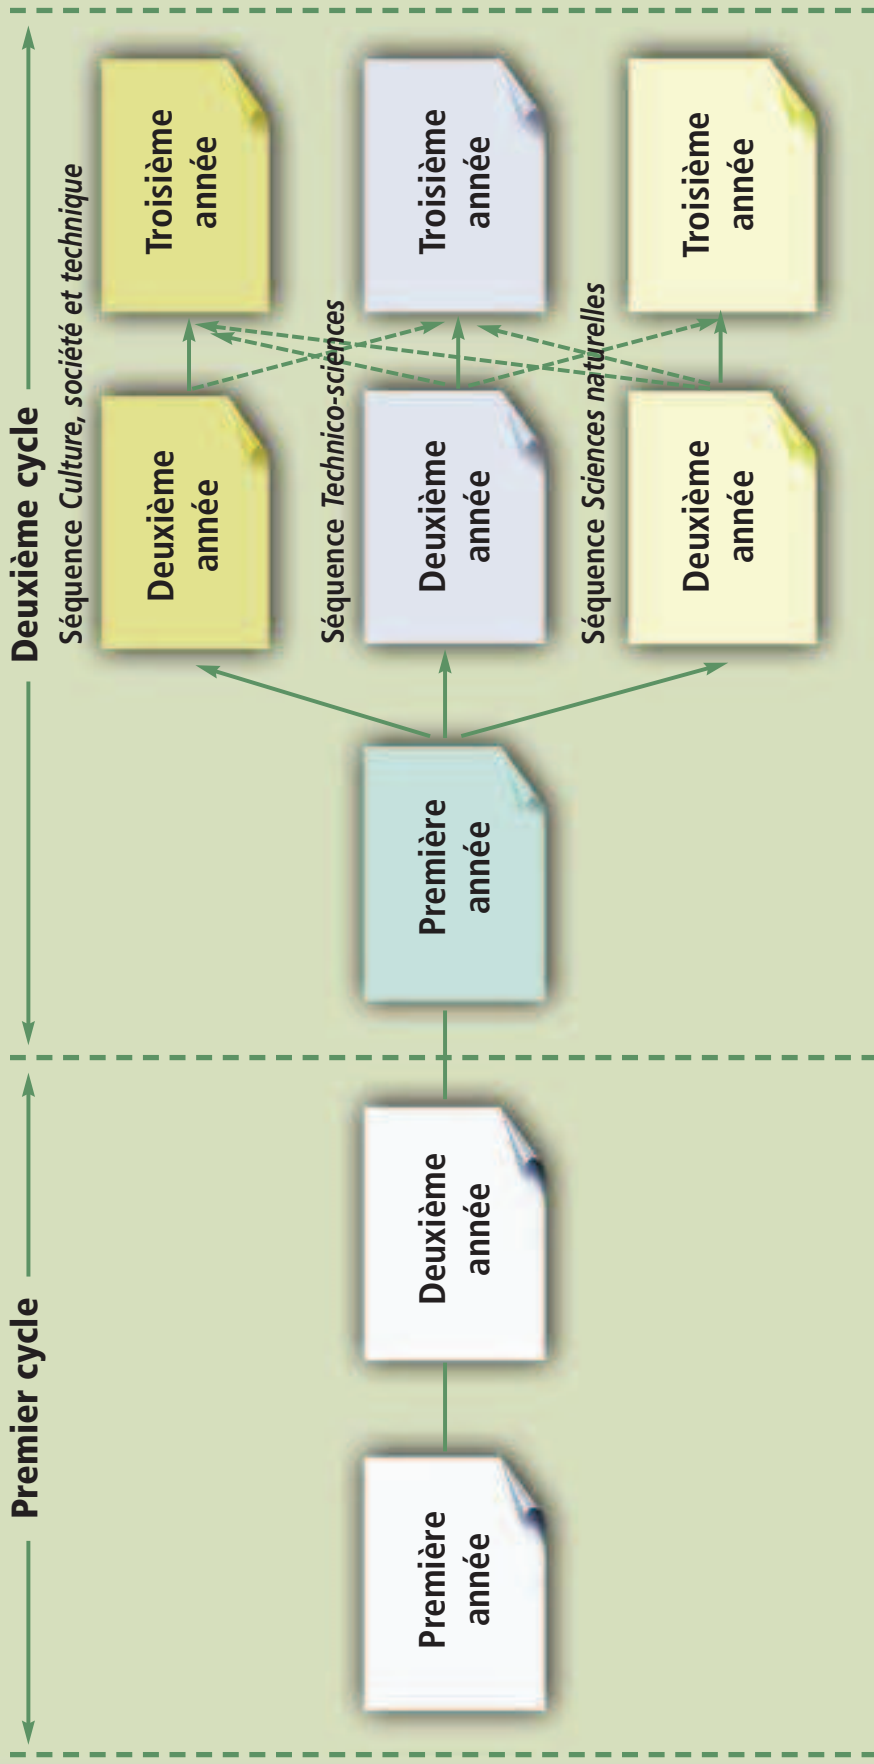 Premier cycle
Deuxième cycle
Première
année
Deuxième
année
Première
année
Séquence Culture, société et technique
Deuxième
année
Troisième
année
Séquence Technico-sciences
Deuxième
année
Troisième
année
Séquence Sciences naturelles
Deuxième
année
Troisième
année